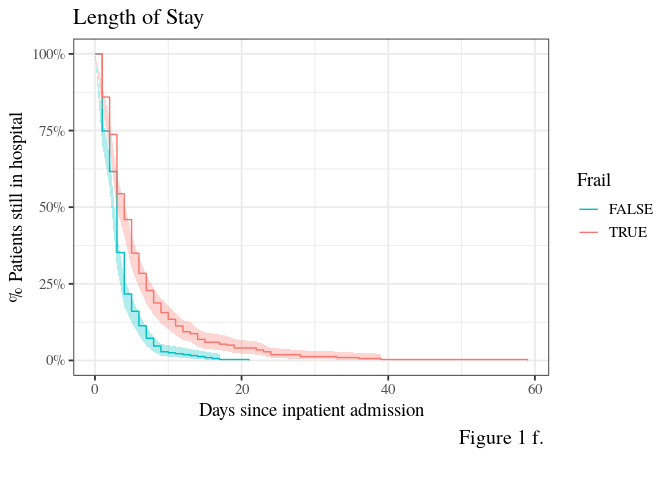 Length of Stay
% Patients still in hospital
100%
75%
50%
25%
0%
0 20 40 60
Days since inpatient admission
Frail
FALSE
TRUE
Figure 1 f.